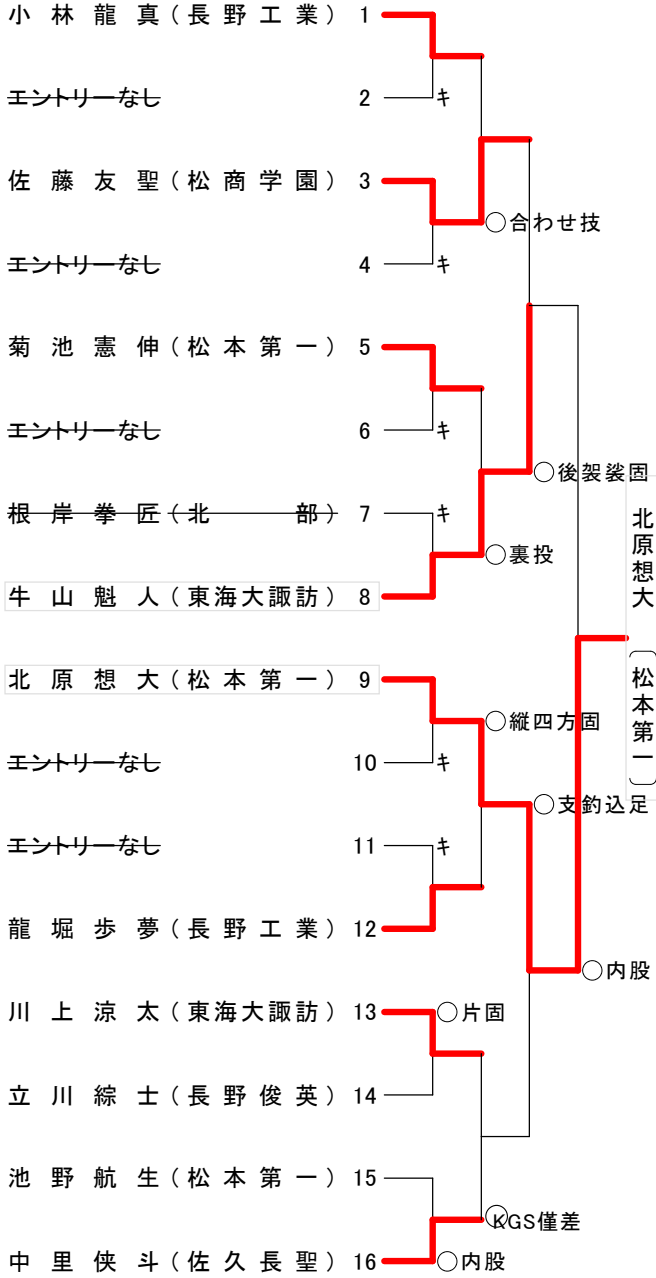 小林龍真(長野工業) 1
エントリーなし 2 キ
佐藤友聖(松商学園) 3
○合わせ技
エントリーなし 4 キ
菊池憲伸(松本第一) 5
エントリーなし 6 キ
○後袈裟固
根岸拳匠(北部) 7 キ
○裏投
牛山魁人(東海大諏訪) 8
北原想大
(松本第一)
北原想大(松本第一) 9
○縦四方固
エントリーなし 10 キ
○支釣込足
エントリーなし 11 キ
龍堀歩夢(長野工業) 12
○内股
川上涼太(東海大諏訪) 13 ○片固
立川綜士(長野俊英) 14
池野航生(松本第一) 15
○KGS僅差
中里侠斗(佐久長聖) 16 ○内股